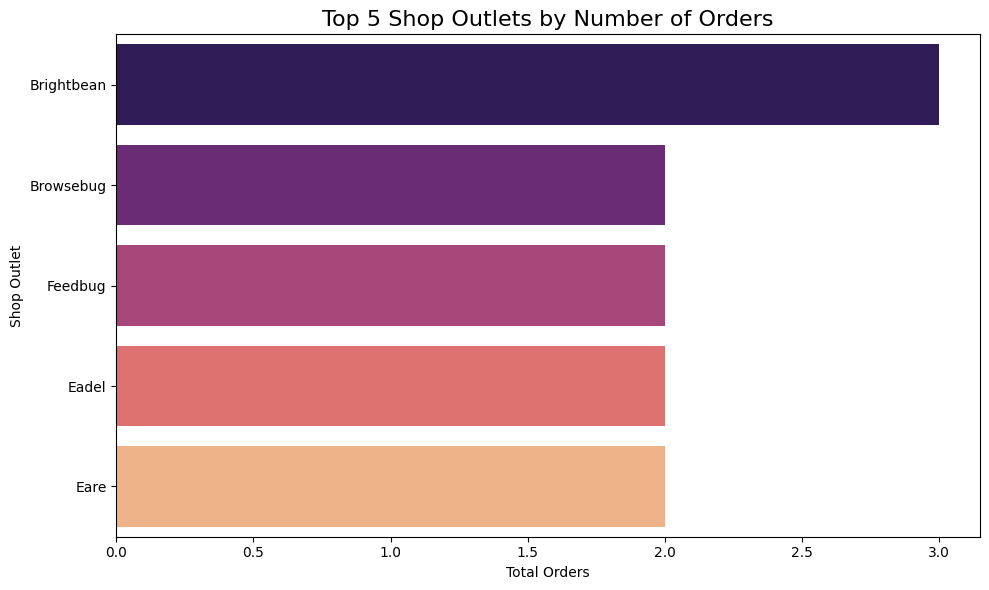 Top 5 Shop Outlets by Number of Orders
Shop Outlet
Brightbean
Browsebug
Feedbug
Eadel
Eare
0.0 0.5 1.0 1.5 2.0 2.5 3.0
Total Orders